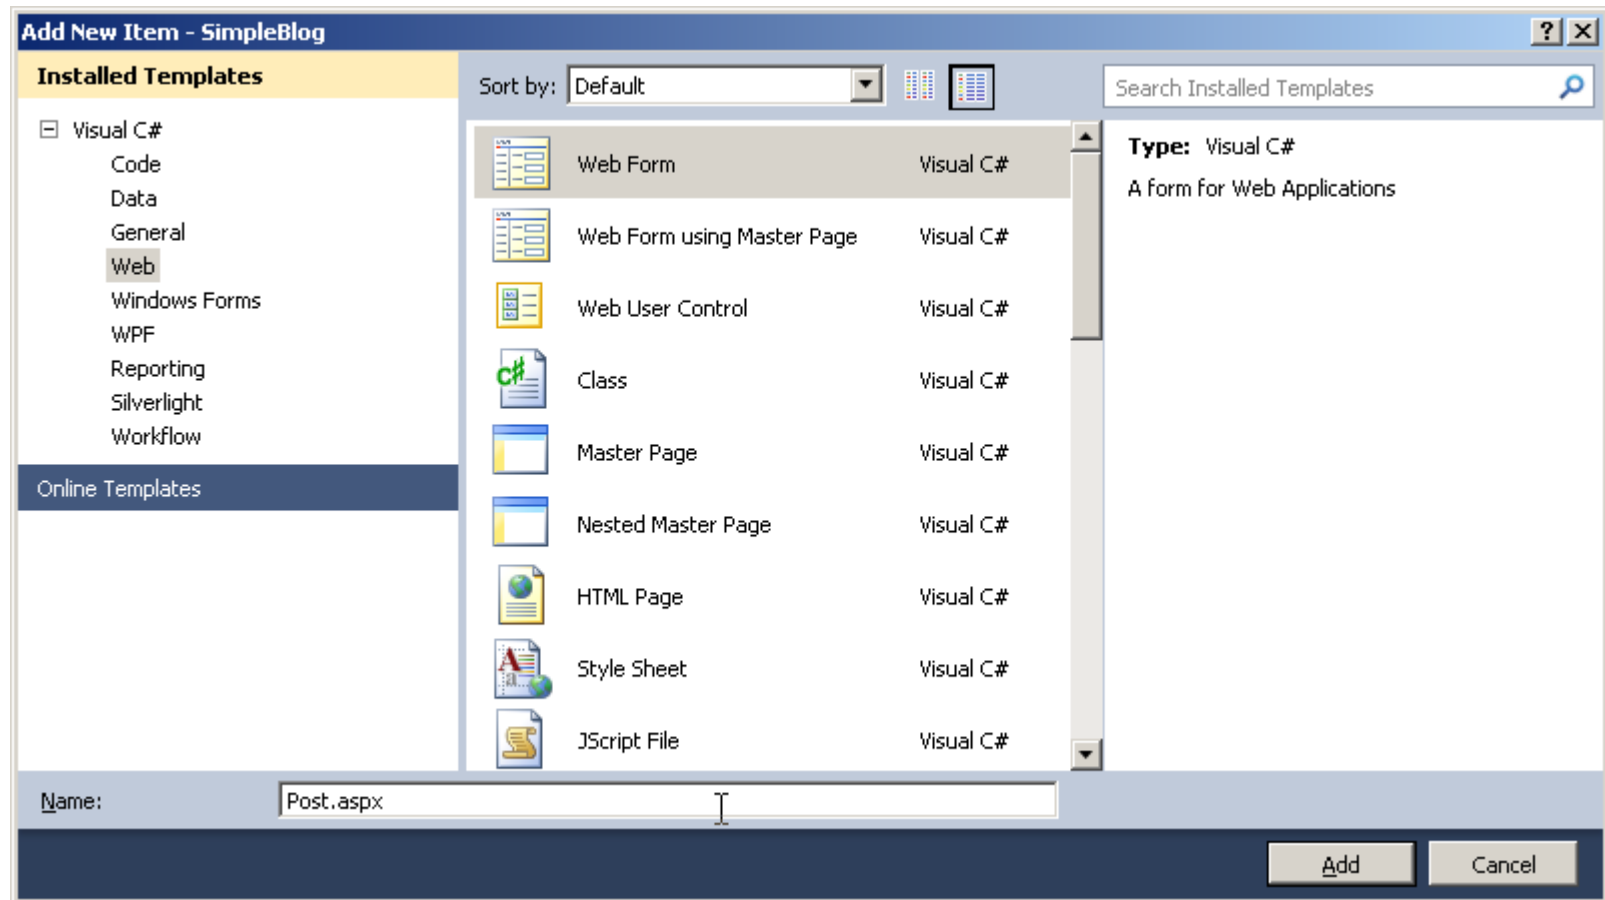 Add New Item - SimpleBlog
Installed Templates
Sort by: Default
Search Installed Templates
Visual C#
Code
Data
General
Web
Windows Forms
WPF
Reporting
Silverlight
Workflow
Online Templates
Web Form Visual C#
Web Form using Master Page Visual C#
Web User Control Visual C#
Class Visual C#
Master Page Visual C#
Nested Master Page Visual C#
HTML Page Visual C#
Style Sheet Visual C#
JScript File Visual C#
Type: Visual C#
A form for Web Applications
Name: Post.aspx
Add Cancel